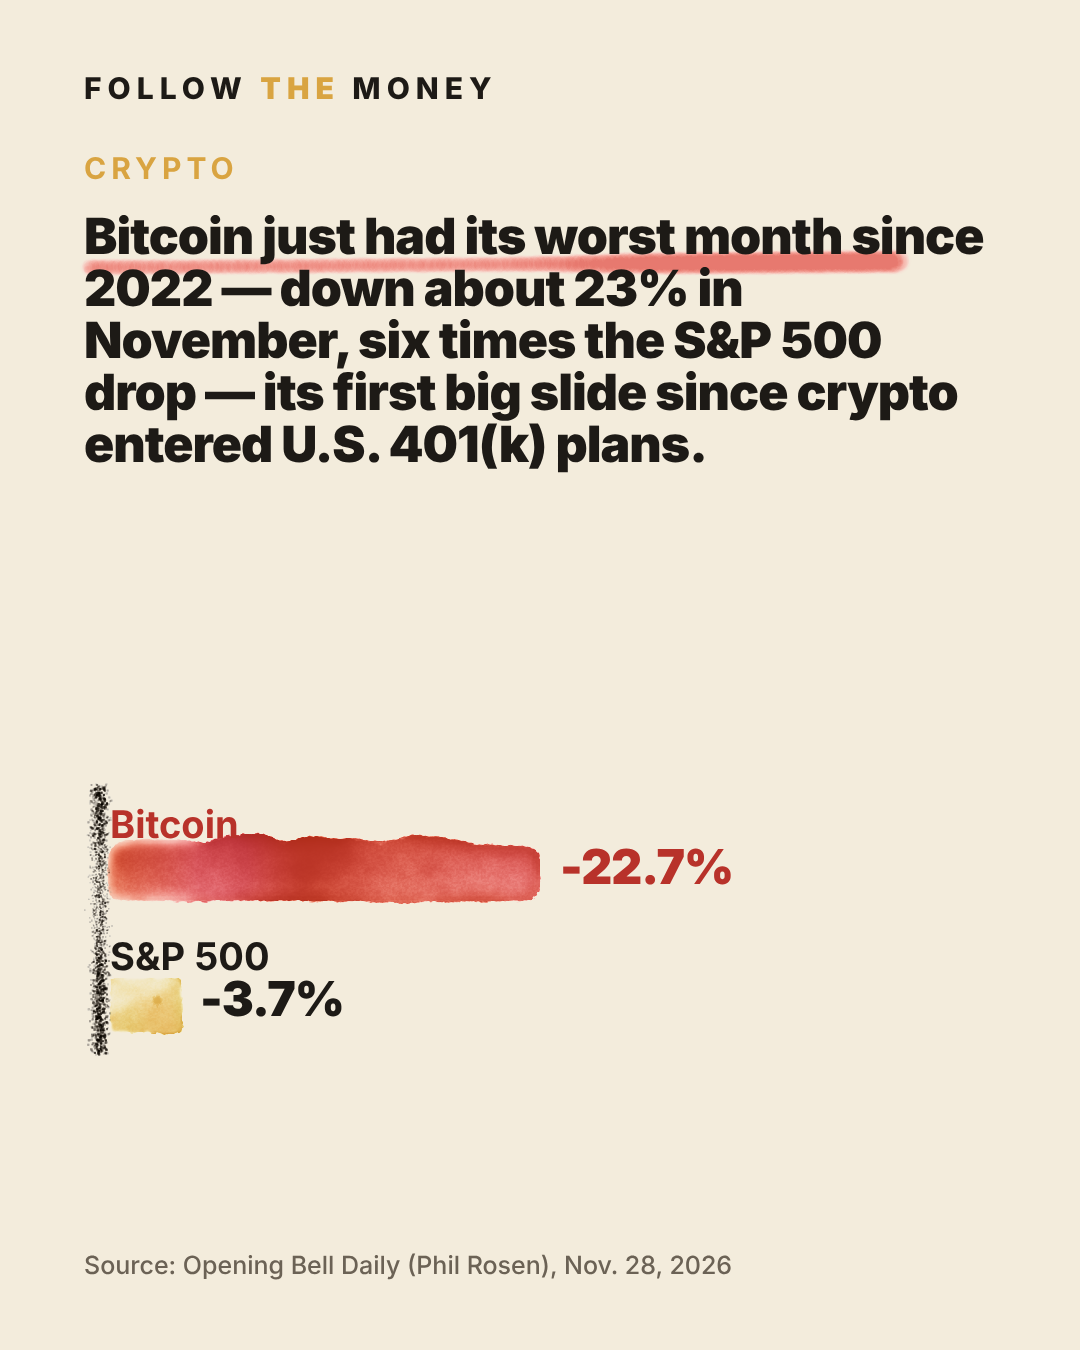 FOLLOW THE MONEY
CRYPTO
Bitcoin just had its worst month since
2022 — down about 23% in
November, six times the S&P 500
drop — its first big slide since crypto
entered U.S. 401(k) plans.
Bitcoin
-22.7%
S&P 500
-3.7%
Source: Opening Bell Daily (Phil Rosen), Nov. 28, 2026